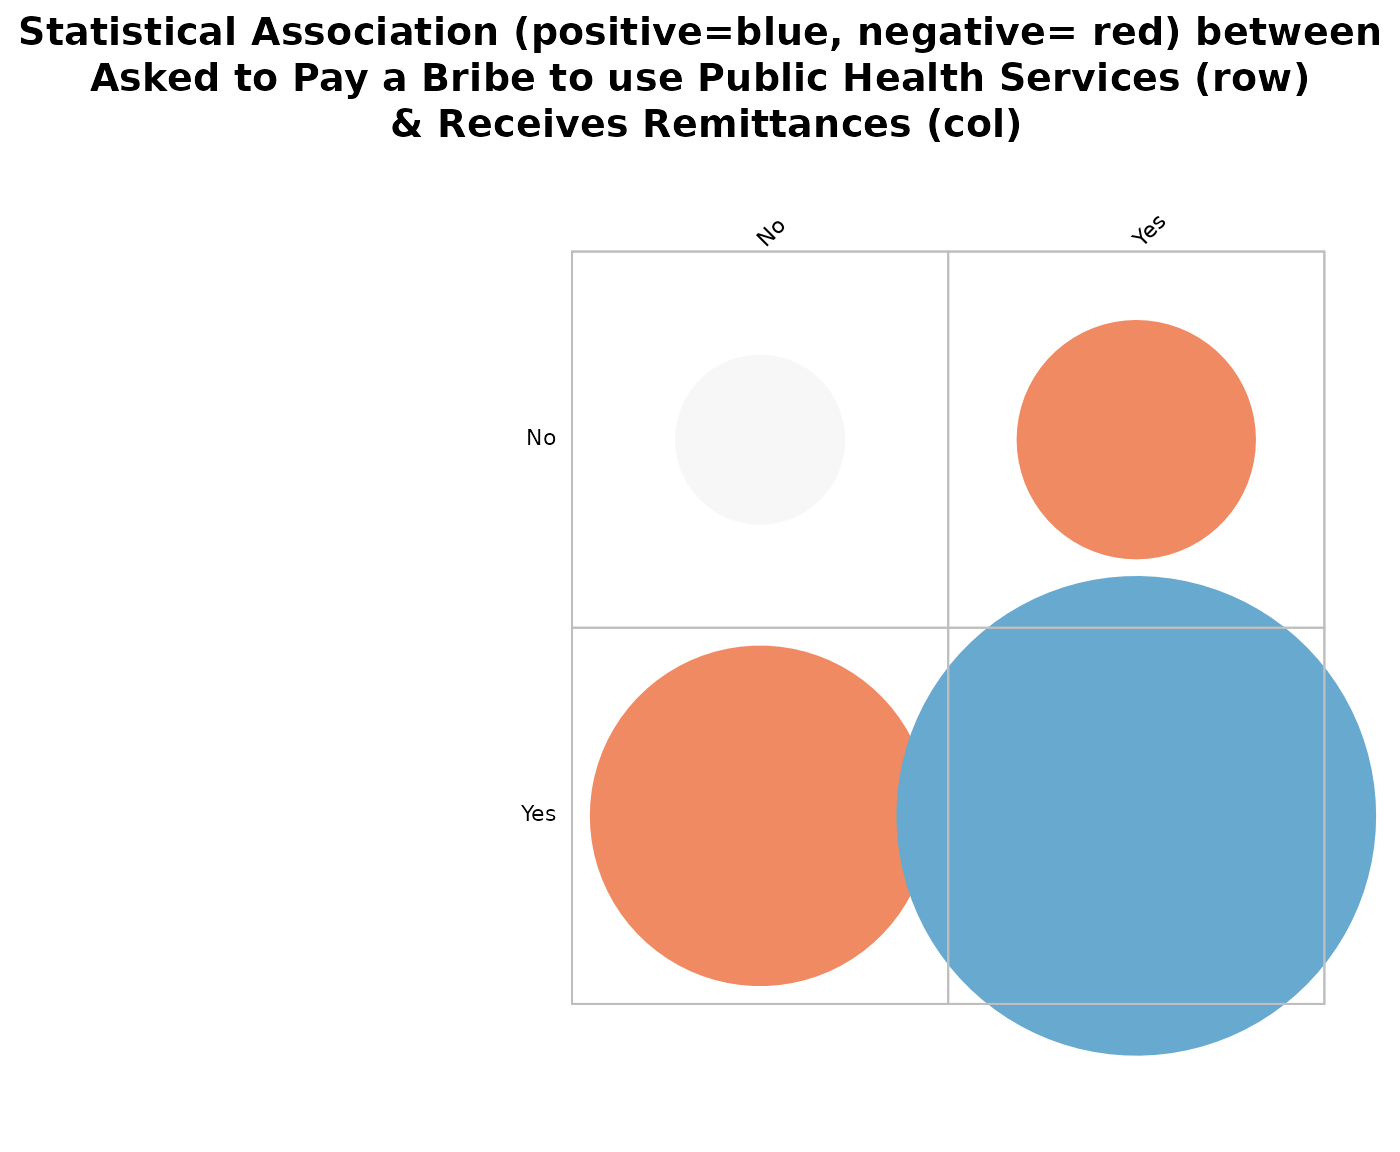 Statistical Association (positive=blue, negative= red) between
Asked to Pay a Bribe to use Public Health Services (row)
& Receives Remittances (col)
No
Yes
No
Yes